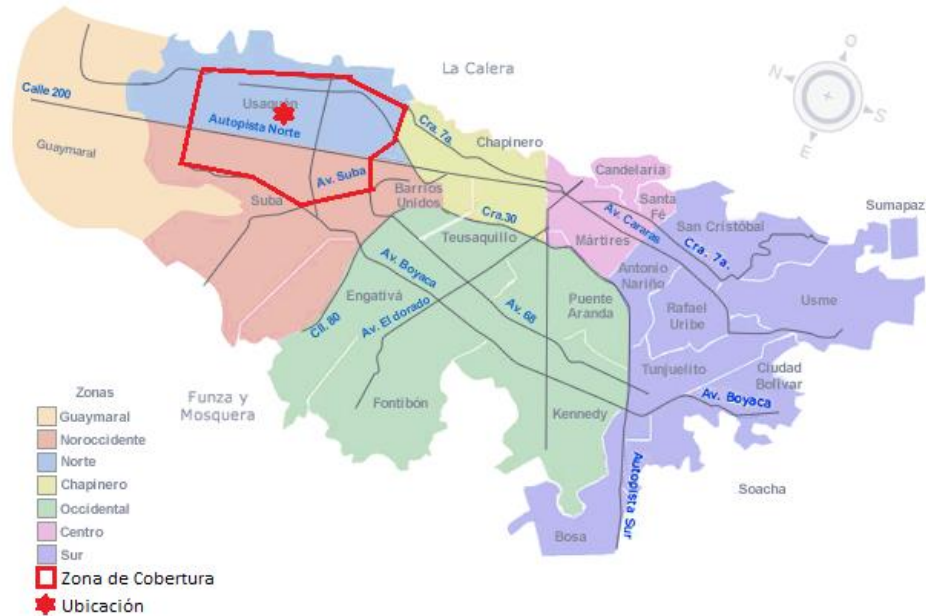 La Calera
O
N
S
E
Calle 200
Usaquén
Autopista Norte
Cra. 7a.
Chapinero
Guaymaral
Av. Suba
Suba
Barrios
Unidos
Candelaria
Santa
Fé
Cra.30
Teusaquillo
Mártires
Av. Cararas
San Cristóbal
Cra. 7a.
Sumapaz
Av. Boyaca
Engativá
Cll. 80
Av. El dorado
Av. 68
Antonio
Nariño
Puente
Aranda
Rafael
Uribe
Usme
Tunjuelito
Ciudad
Bolivar
Av. Boyaca
Funza y
Mosquera
Fontibón
Kennedy
Autopista Sur
Soacha
Bosa
Zonas
Guaymaral
Noroccidente
Norte
Chapinero
Occidental
Centro
Sur
Zona de Cobertura
Ubicación